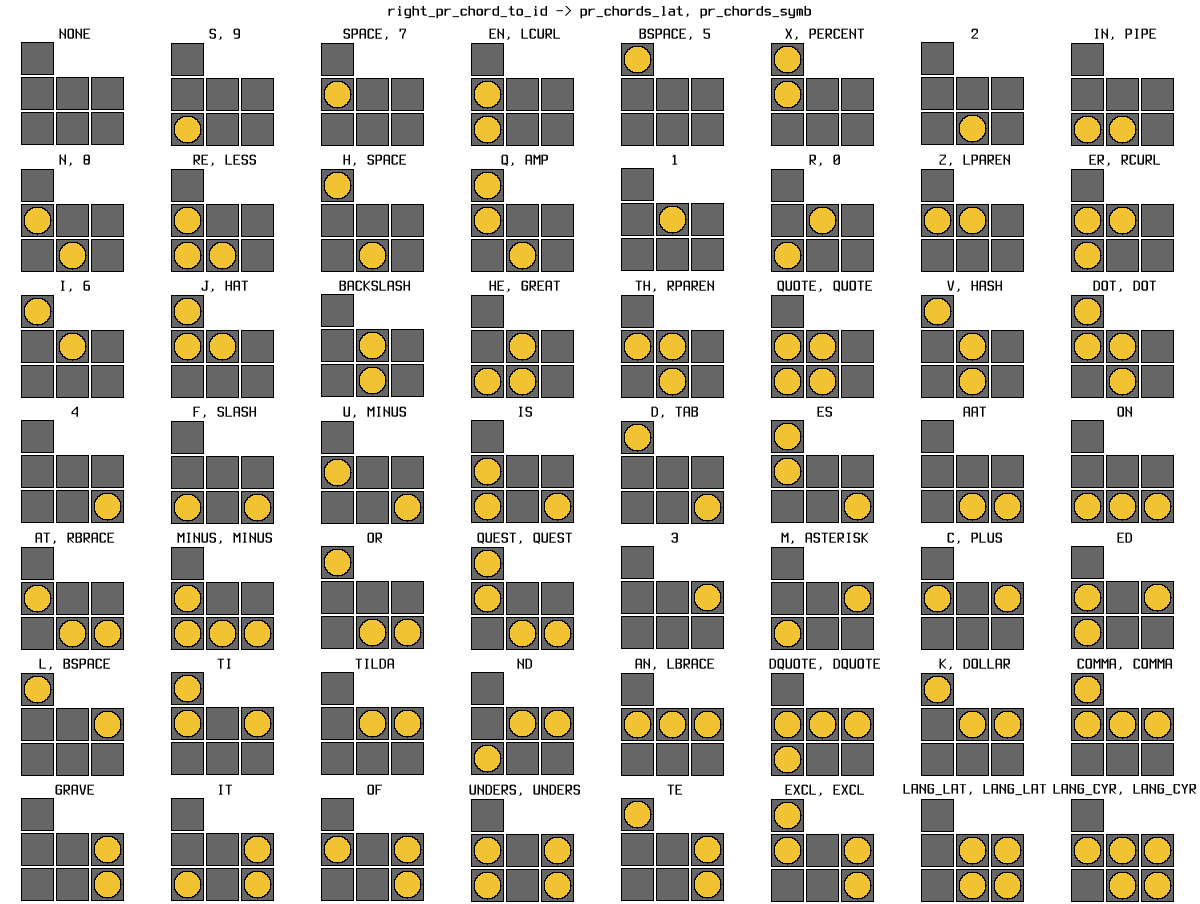 right_pr_chord_to_id -> pr_chords_lat, pr_chords_symb
NONE S, 9 SPACE, 7 EN, LCURL BSPACE, 5 X, PERCENT 2 IN, PIPE
N, 8 RE, LESS H, SPACE Q, AMP 1 R, 0 Z, LPAREN ER, RCURL
I, 6 J, HAT BACKSLASH HE, GREAT TH, RPAREN QUOTE, QUOTE V, HASH DOT, DOT
4 F, SLASH U, MINUS IS D, TAB ES AAT ON
AT, RBRACE MINUS, MINUS OR QUEST, QUEST 3 M, ASTERISK C, PLUS ED
L, BSPACE TI TILDA ND AN, LBRACE DQUOTE, DQUOTE K, DOLLAR COMMA, COMMA
GRAVE IT OF UNDERS, UNDERS TE EXCL, EXCL LANG_LAT, LANG_LAT LANG_CYR, LANG_CYR